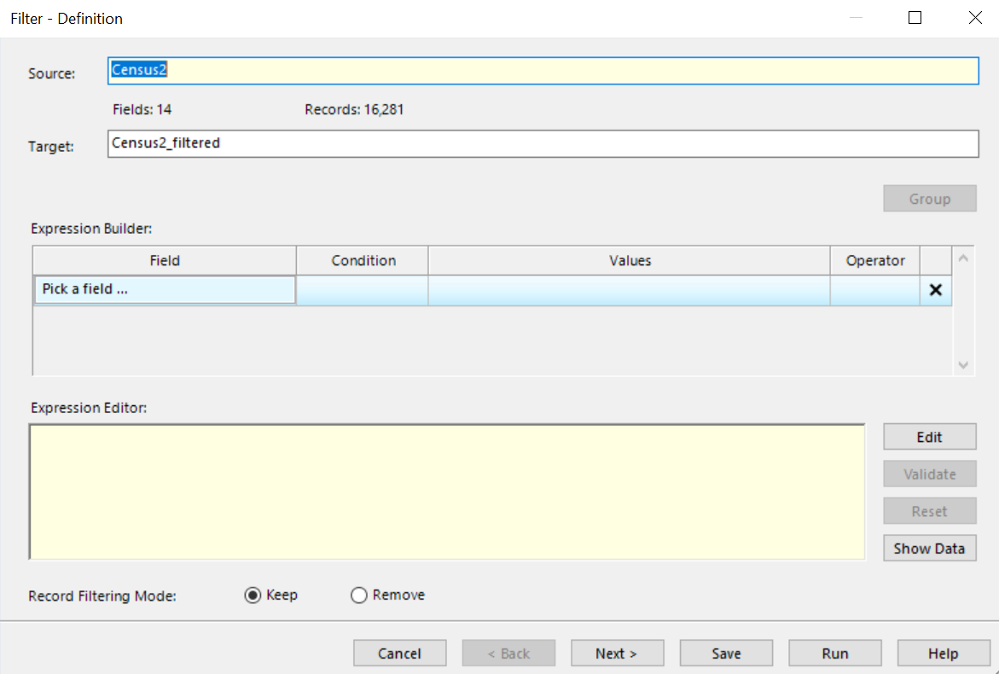 Filter - Definition
Source: Census2
Fields: 14 Records: 16,281
Target: Census2_filtered
Group
Expression Builder:
Field Condition Values Operator
Pick a field ...
Expression Editor:
Edit
Validate
Reset
Show Data
Record Filtering Mode: Keep Remove
Cancel < Back Next > Save Run Help